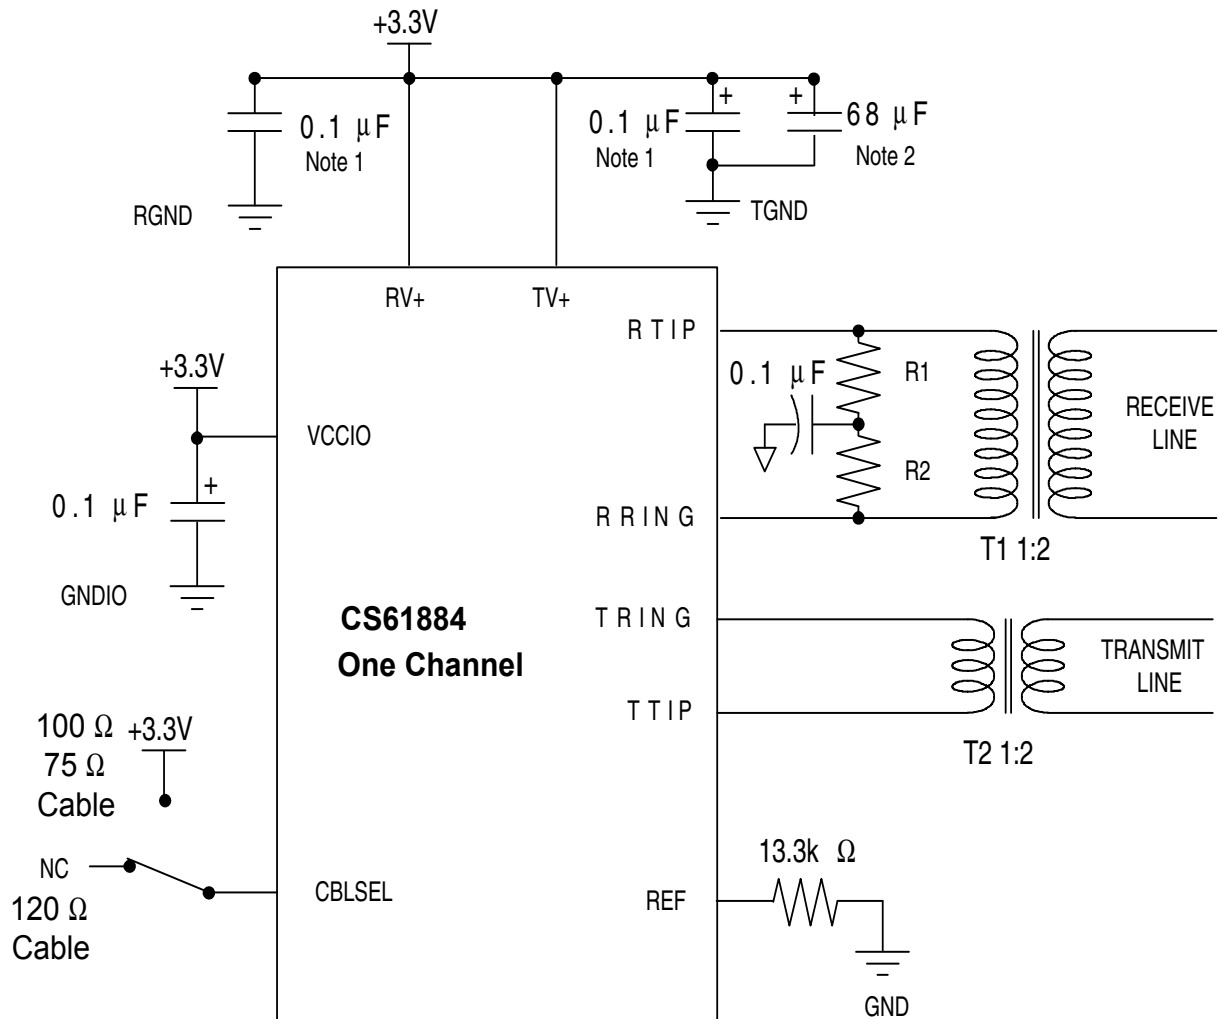 +3.3V
0.1 µF
Note 1
0.1 µF
Note 1
+
+
68 µF
Note 2
RGND
TGND
RV+
TV+
RTIP
+3.3V
0.1 µF
R1
RECEIVE
LINE
VCCIO
R2
+
0.1 µF
RRING
T1 1:2
GNDIO
CS61884
One Channel
TRING
TRANSMIT
LINE
TTIP
T2 1:2
100 Ω
75 Ω
Cable
+3.3V
NC
120 Ω
Cable
CBLSEL
REF
13.3k Ω
GND